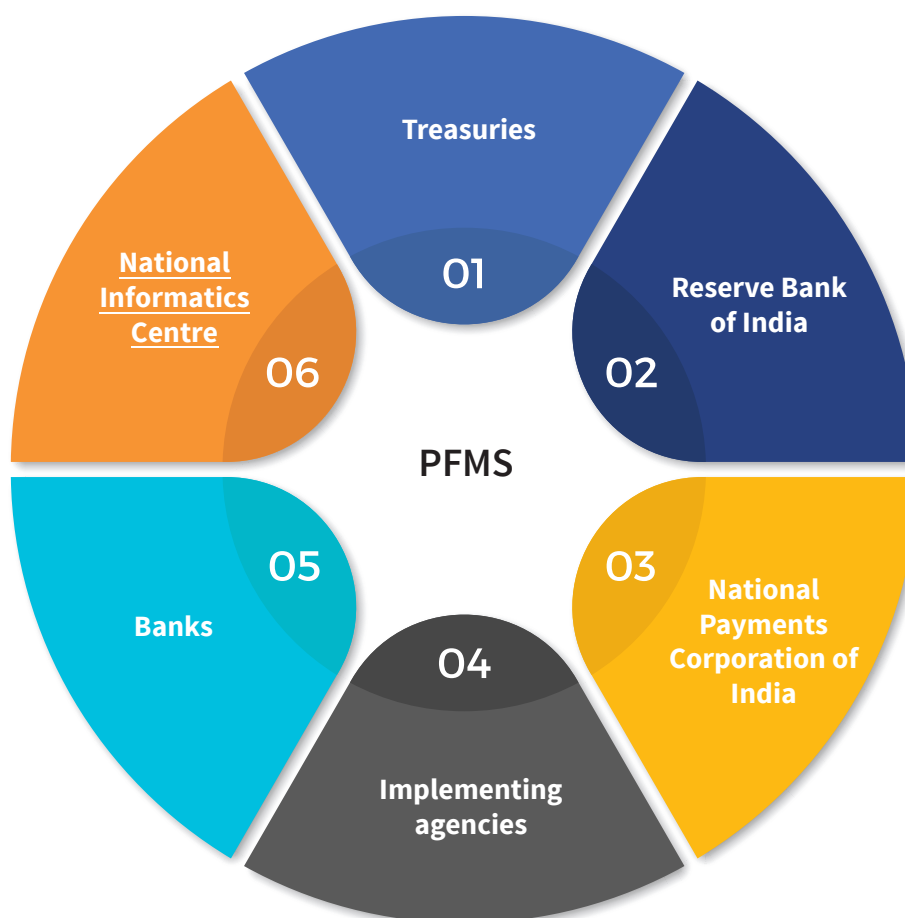 Treasuries
01
Reserve Bank
of India
02
National
Payments
Corporation of
India
03
Implementing
agencies
04
Banks
05
National
Informatics
Centre
06
PFMS